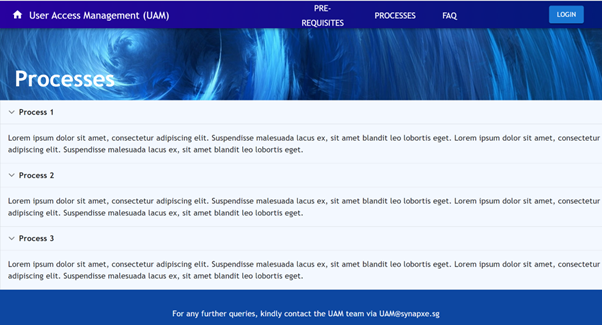 User Access Management (UAM)
PRE-
REQUISITES
PROCESSES
FAQ
LOGIN
Processes
Process 1
Lorem ipsum dolor sit amet, consectetur adipiscing elit. Suspendisse malesuada lacus ex, sit amet blandit leo lobortis eget. Lorem ipsum dolor sit amet, consectetur
adipiscing elit. Suspendisse malesuada lacus ex, sit amet blandit leo lobortis eget.
Process 2
Lorem ipsum dolor sit amet, consectetur adipiscing elit. Suspendisse malesuada lacus ex, sit amet blandit leo lobortis eget. Lorem ipsum dolor sit amet, consectetur
adipiscing elit. Suspendisse malesuada lacus ex, sit amet blandit leo lobortis eget.
Process 3
Lorem ipsum dolor sit amet, consectetur adipiscing elit. Suspendisse malesuada lacus ex, sit amet blandit leo lobortis eget. Lorem ipsum dolor sit amet, consectetur
adipiscing elit. Suspendisse malesuada lacus ex, sit amet blandit leo lobortis eget.
For any further queries, kindly contact the UAM team via UAM@synapxe.sg